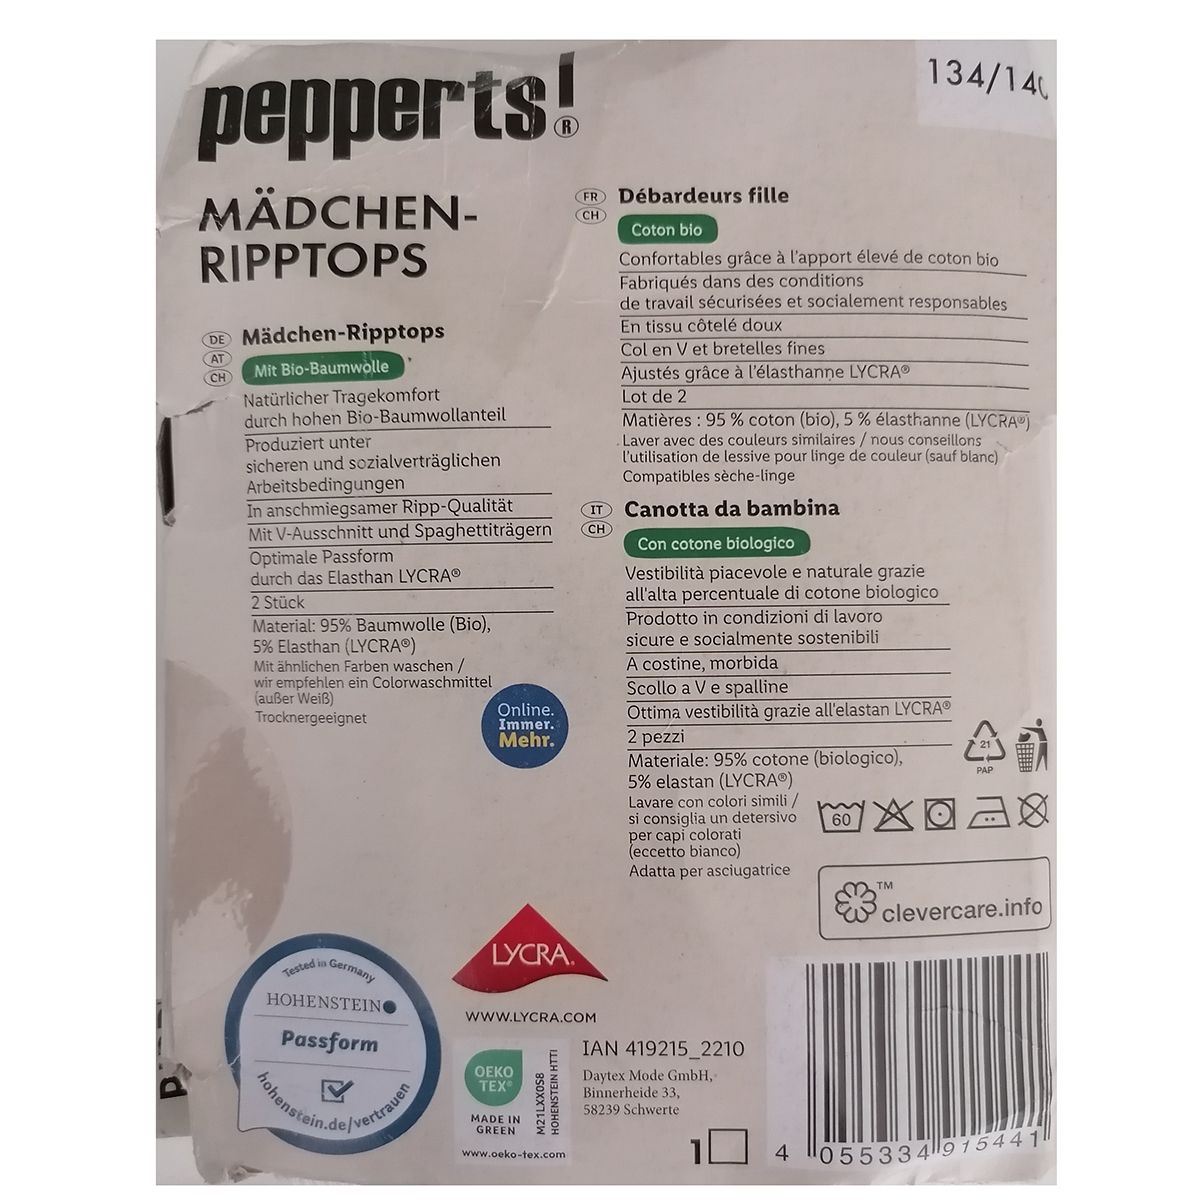 pepperts!®
134/140
MÄDCHEN-
RIPPTOPS
DE
AT
CH
Mädchen-Ripptops
Mit Bio-Baumwolle
Natürlicher Tragekomfort
durch hohen Bio-Baumwollanteil
Produziert unter
sicheren und sozialverträglichen
Arbeitsbedingungen
In anschmiegsamer Ripp-Qualität
Mit V-Ausschnitt und Spaghettiträgern
Optimale Passform
durch das Elasthan LYCRA®
2 Stück
Material: 95% Baumwolle (Bio),
5% Elasthan (LYCRA®)
Mit ähnlichen Farben waschen /
wir empfehlen ein Colorwaschmittel
(außer Weiß)
Trocknergeeignet
Online.
Immer.
Mehr.
FR
CH
Débardeurs fille
Coton bio
Confortables grâce à l'apport élevé de coton bio
Fabriqués dans des conditions
de travail sécurisées et socialement responsables
En tissu côtelé doux
Col en V et bretelles fines
Ajustés grâce à l'élasthanne LYCRA®
Lot de 2
Matières : 95 % coton (bio), 5 % élasthanne (LYCRA®)
Laver avec des couleurs similaires / nous conseillons
l'utilisation de lessive pour linge de couleur (sauf blanc)
Compatibles sèche-linge
IT
CH
Canotta da bambina
Con cotone biologico
Vestibilità piacevole e naturale grazie
all'alta percentuale di cotone biologico
Prodotto in condizioni di lavoro
sicure e socialmente sostenibili
A costine, morbida
Scollo a V e spalline
Ottima vestibilità grazie all'elastan LYCRA®
2 pezzi
Materiale: 95% cotone (biologico),
5% elastan (LYCRA®)
Lavare con colori simili /
si consiglia un detersivo
per capi colorati
(eccetto bianco)
Adatta per asciugatrice
21
PAP
60
™
clevercare.info
Tested in Germany
HOHENSTEIN
Passform
hohenstein.de/vertrauen
LYCRA®
WWW.LYCRA.COM
OEKO
TEX®
MADE IN
GREEN
M21LXX0S8
HOHENSTEIN HTTI
www.oeko-tex.com
IAN 419215_2210
Daytex Mode GmbH,
Binnerheide 33,
58239 Schwerte
1
4 055334 915441